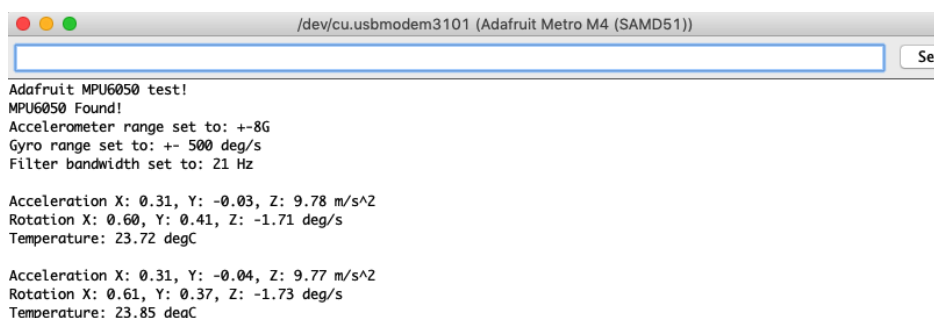 /dev/cu.usbmodem3101 (Adafruit Metro M4 (SAMD51))
Se
Adafruit MPU6050 test!
MPU6050 Found!
Accelerometer range set to: +-8G
Gyro range set to: +- 500 deg/s
Filter bandwidth set to: 21 Hz
Acceleration X: 0.31, Y: -0.03, Z: 9.78 m/s^2
Rotation X: 0.60, Y: 0.41, Z: -1.71 deg/s
Temperature: 23.72 degC
Acceleration X: 0.31, Y: -0.04, Z: 9.77 m/s^2
Rotation X: 0.61, Y: 0.37, Z: -1.73 deg/s
Temperature: 23.85 degC